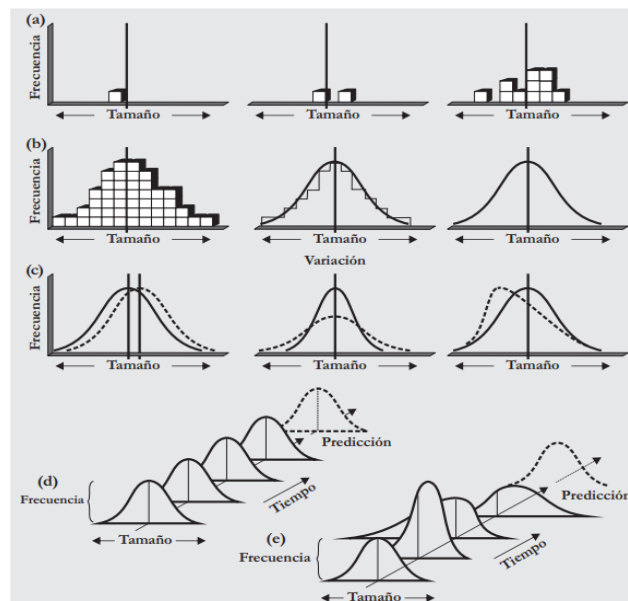 (a)
Frecuencia
Tamaño
Tamaño
Tamaño
(b)
Frecuencia
Tamaño
Tamaño
Tamaño
Variación
(c)
Frecuencia
Tamaño
Tamaño
Tamaño
Predicción
(d)
Frecuencia
Tiempo
Tamaño
Predicción
(e)
Frecuencia
Tiempo
Tamaño